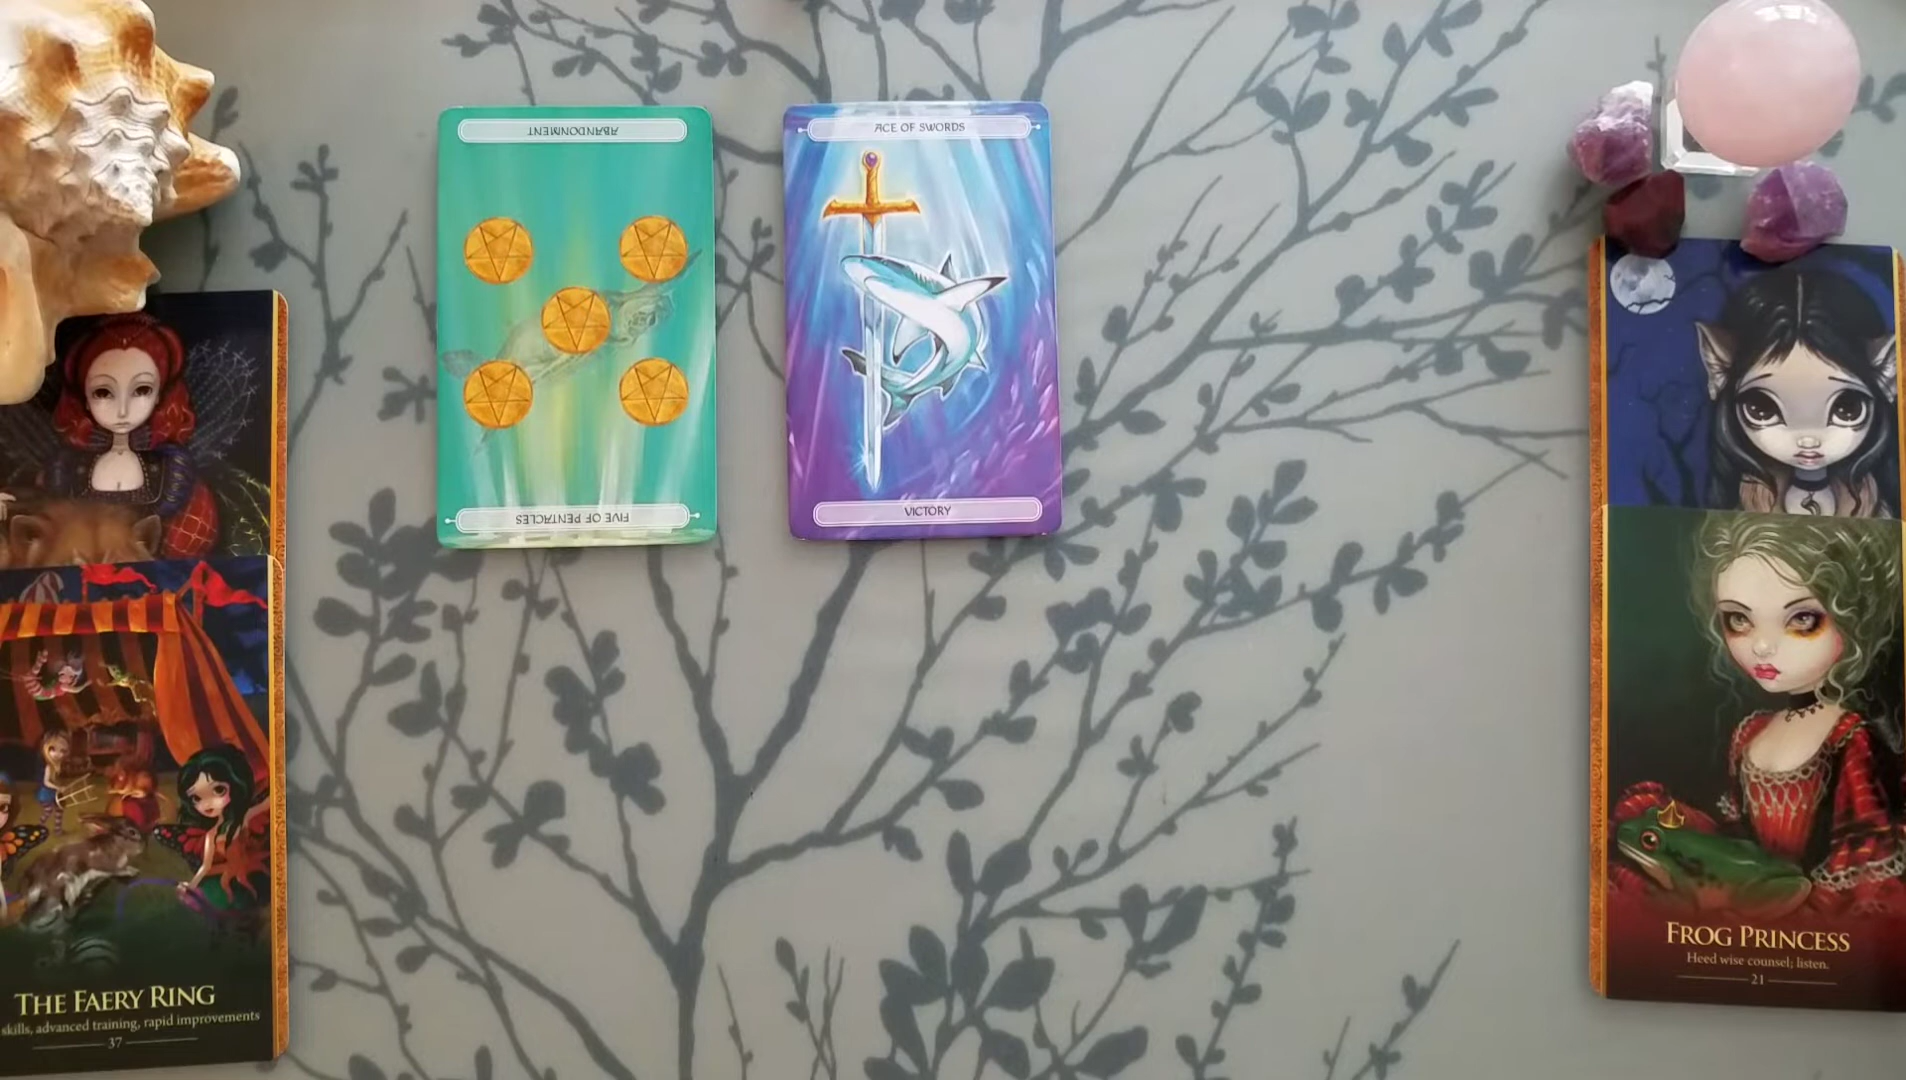 ABANDONMENT
FIVE OF PENTACLES
ACE OF SWORDS
VICTORY
THE FAERY RING
skills, advanced training, rapid improvements
37
FROG PRINCESS
Heed wise counsel; listen.
21